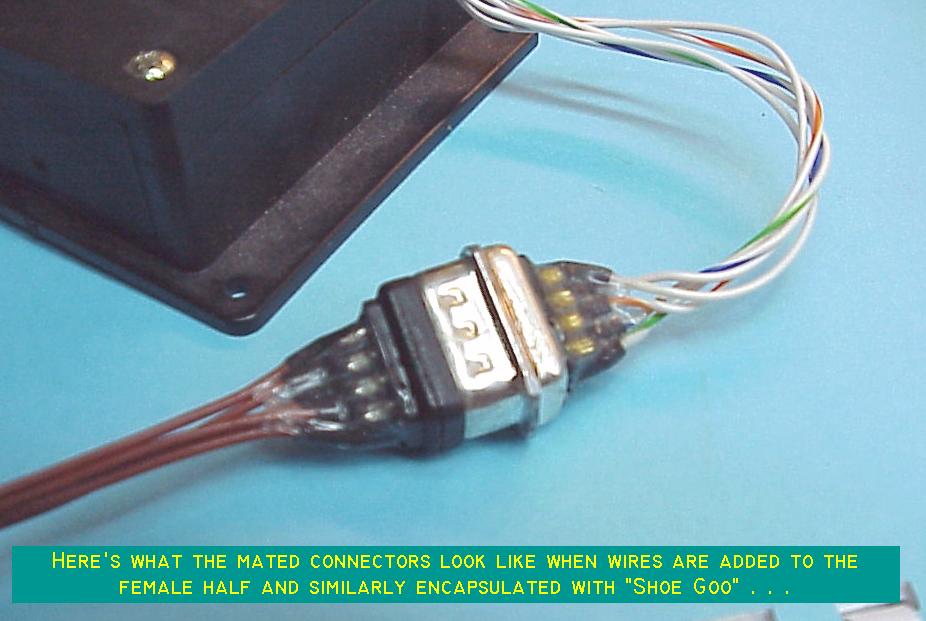 HERE'S WHAT THE MATED CONNECTORS LOOK LIKE WHEN WIRES ARE ADDED TO THE
FEMALE HALF AND SIMILARLY ENCAPSULATED WITH "SHOE GOO" . . .